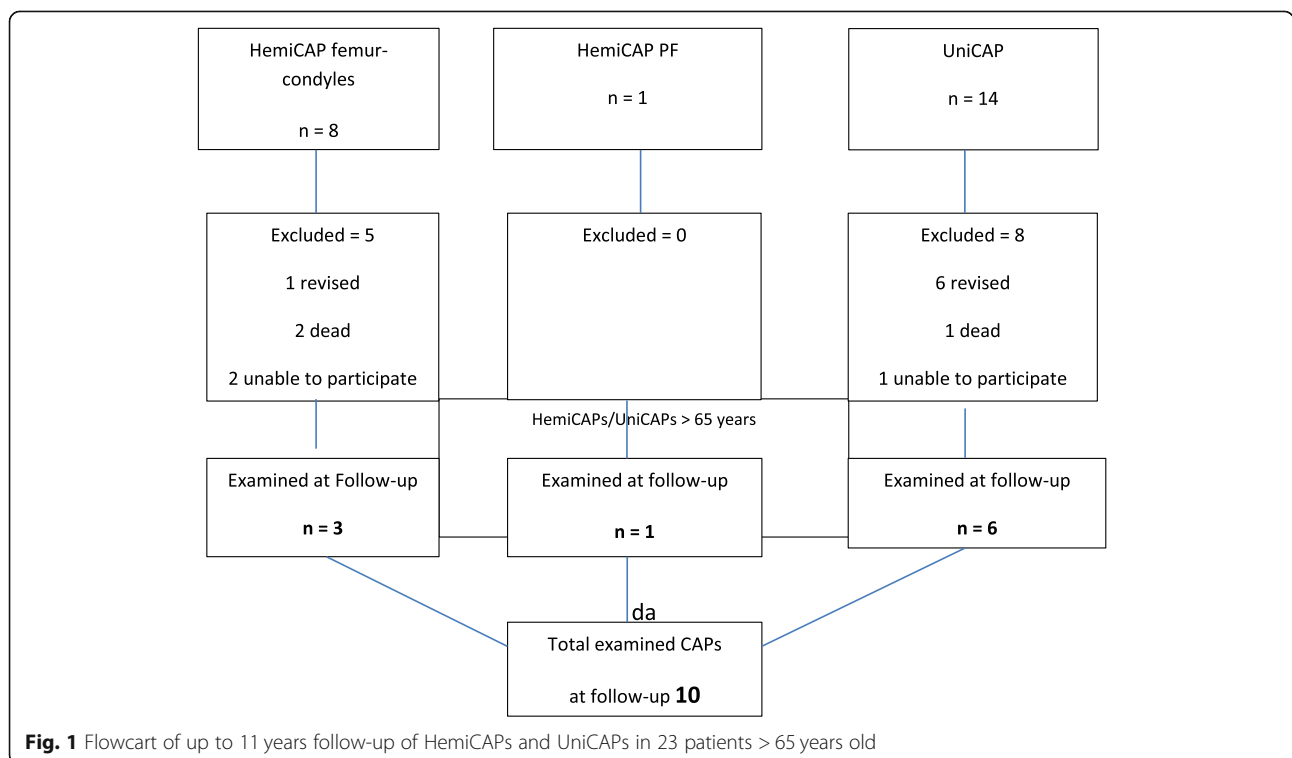 HemiCAP femur-
condyles
n = 8
HemiCAP PF
n = 1
UniCAP
n = 14
Excluded = 5
1 revised
2 dead
2 unable to participate
Excluded = 0
Excluded = 8
6 revised
1 dead
1 unable to participate
HemiCAPs/UniCAPs > 65 years
Examined at Follow-up
n = 3
Examined at follow-up
n = 1
Examined at follow-up
n = 6
da
Total examined CAPs
at follow-up 10
Fig. 1 Flowcart of up to 11 years follow-up of HemiCAPs and UniCAPs in 23 patients > 65 years old